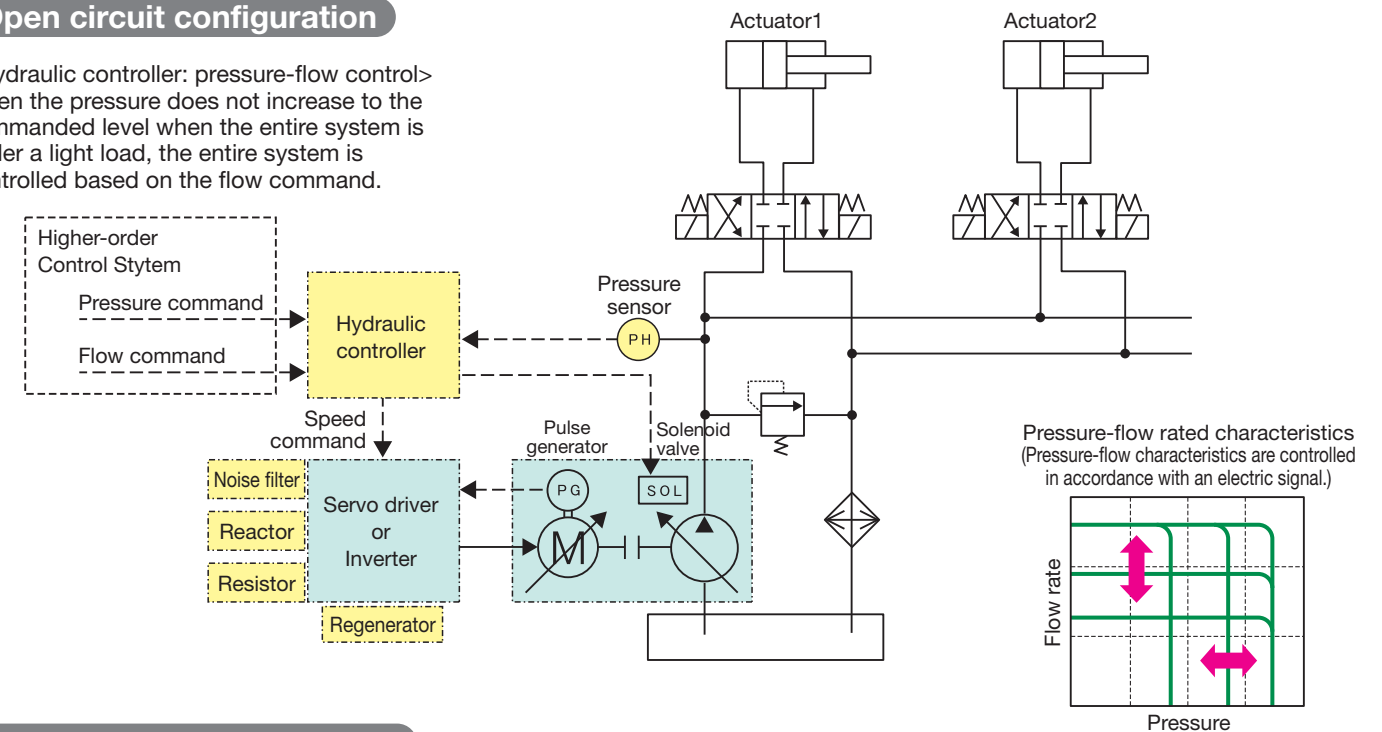 Open circuit configuration
ydraulic controller: pressure-flow control>
en the pressure does not increase to the
mmanded level when the entire system is
er a light load, the entire system is
ntrolled based on the flow command.
Actuator1
Actuator2
Higher-order
Control Stytem
Pressure command
Flow command
Hydraulic
controller
Pressure
sensor
PH
Speed
command
Pulse
generator
Solenoid
valve
Noise filter
Reactor
Resistor
Servo driver
or
Inverter
Regenerator
PG
SOL
M
Pressure-flow rated characteristics
(Pressure-flow characteristics are controlled
in accordance with an electric signal.)
Flow rate
Pressure